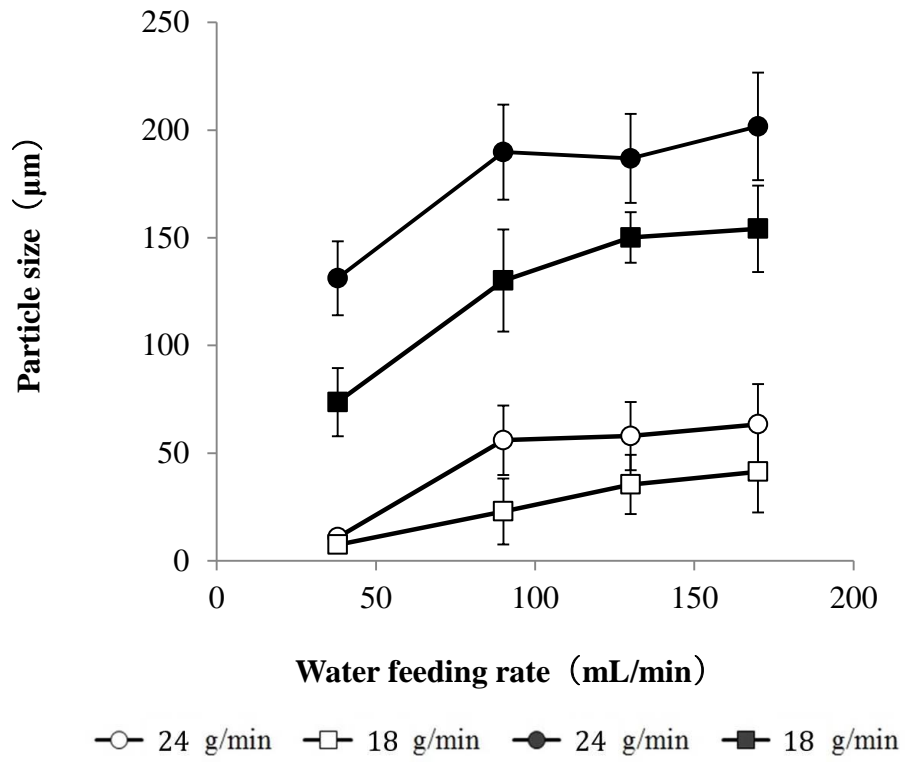 250
200
150
100
50
0
Particle size（μm）
0 50 100 150 200
Water feeding rate（mL/min）
24 g/min 18 g/min 24 g/min 18 g/min